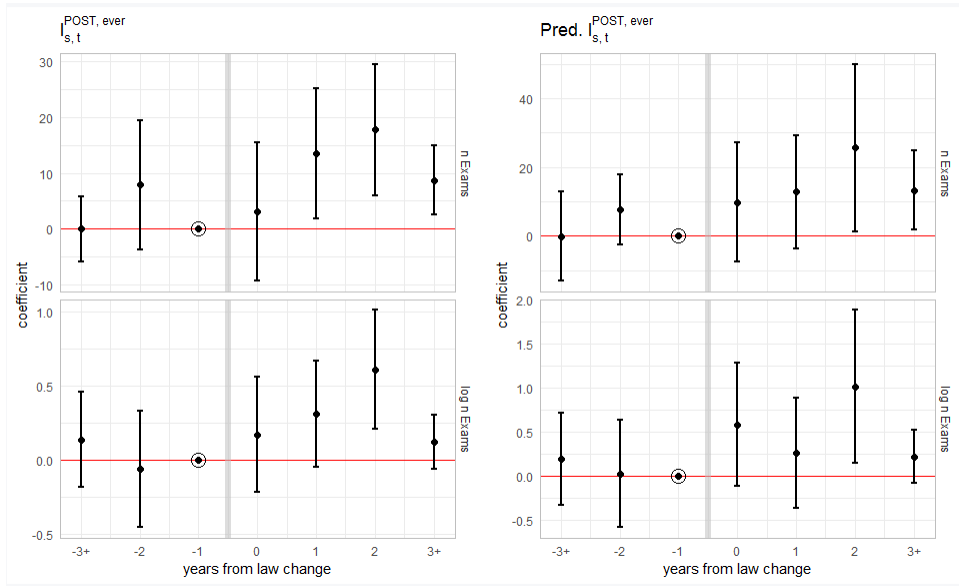 I POST, ever s, t
30
20
10
0
-10
n Exams
coefficient
1.0
0.5
0.0
-0.5
log n Exams
-3+ -2 -1 0 1 2 3+
years from law change
Pred. I POST, ever s, t
40
20
0
n Exams
coefficient
2.0
1.5
1.0
0.5
0.0
-0.5
log n Exams
-3+ -2 -1 0 1 2 3+
years from law change